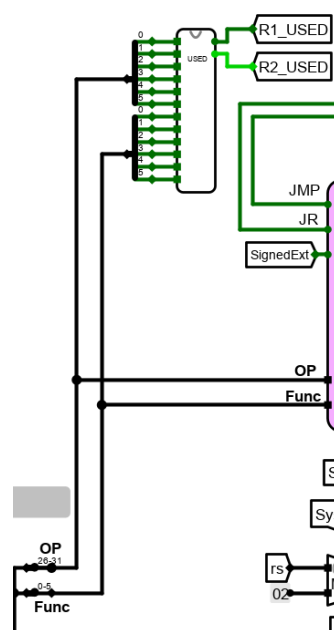 0
1
2
3
4
5
0
1
2
3
4
5
USED
R1_USED
R2_USED
JMP
JR
SignedExt
OP
Func
S
Sy
OP
26-31
0-5
Func
rs
02